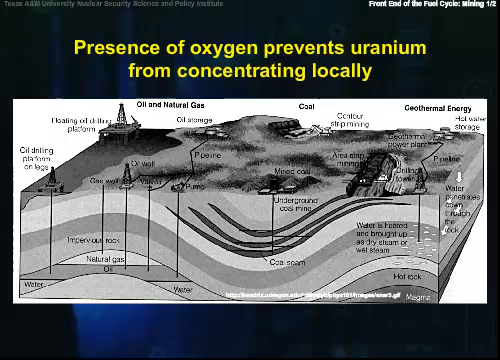 Texas A&M University Nuclear Security Science and Policy Institute
Front End of the Fuel Cycle: Mining 1/2
Presence of oxygen prevents uranium
from concentrating locally
Oil and Natural Gas
Coal
Geothermal Energy
Floating oil drilling
platform
Oil storage
Contour
strip mining
Hot water
storage
Geothermal
power plant
Oil drilling
platform
on legs
Pipeline
Area strip
mining
Pipeline
Oil well
Gas well
Valves
Pump
Mined coal
Drilling
tower
Water
penetrates
down
through
the
rock
Underground
coal mine
Impervious rock
Water is heated
and brought up
as dry steam or
wet steam
Natural gas
Oil
Coal seam
Hot rock
Water
Water
Magma